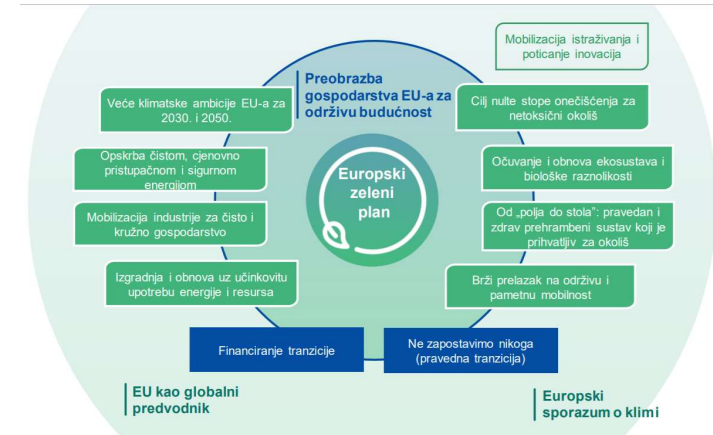 Mobilizacija istraživanja i
poticanje inovacija
Preobrazba
gospodarstva EU-a za
održivu budućnost
Veće klimatske ambicije EU-a za
2030. i 2050.
Cilj nulte stope onečišćenja za
netoksični okoliš
Opskrba čistom, cjenovno
pristupačnom i sigurnom
energijom
Europski
zeleni
plan
Očuvanje i obnova ekosustava i
biološke raznolikosti
Mobilizacija industrije za čisto i
kružno gospodarstvo
Od „polja do stola”: pravedan i
zdrav prehrambeni sustav koji je
prihvatljiv za okoliš
Izgradnja i obnova uz učinkovitu
upotrebu energije i resursa
Brži prelazak na održivu i
pametnu mobilnost
Financiranje tranzicije
Ne zapostavimo nikoga
(pravedna tranzicija)
EU kao globalni
predvodnik
Europski
sporazum o klimi